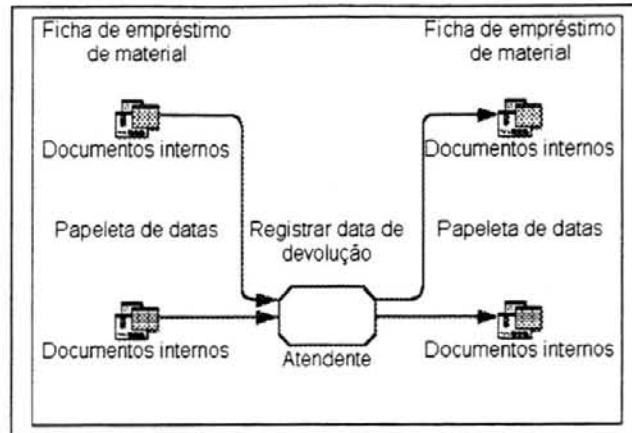 Ficha de empréstimo
de material
Ficha de empréstimo
de material
Documentos internos
Documentos internos
Papeleta de datas
Registrar data de
devolução
Papeleta de datas
Documentos internos
Atendente
Documentos internos